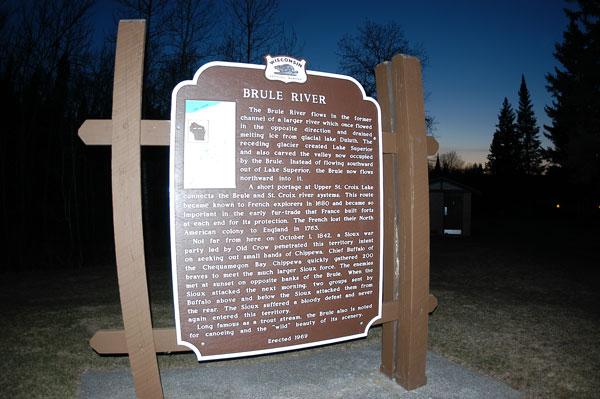 WISCONSIN
BRULE RIVER
The Brule River flows in the former
channel of a larger river which once flowed
in the opposite direction and drained
melting ice from glacial lake Duluth. The
receding glacier created Lake Superior
and also carved the valley now occupied
by the Brule. Instead of flowing southward
out of Lake Superior, the Brule now flows
northward into it.
A short portage at Upper St. Croix Lake
connects the Brule and St. Croix river systems. This route
became known to French explorers in 1680 and became so
important in the early fur-trade that France built forts
at each end for its protection. The French lost their North
American colony to England in 1763.
Not far from here on October 1, 1842, a Sioux war
party led by Old Crow penetrated this territory intent
on seeking out small bands of Chippewa. Chief Buffalo of
the Chequamegon Bay Chippewa quickly gathered 200
braves to meet the much larger Sioux force. The enemies
met at sunset on opposite banks of the Brule. When the
Sioux attacked the next morning, two groups sent by
Buffalo above and below the Sioux attacked them from
the rear. The Sioux suffered a bloody defeat and never
again entered this territory.
Long famous as a trout stream, the Brule also is noted
for canoeing and the "wild" beauty of its scenery.
Erected 1969